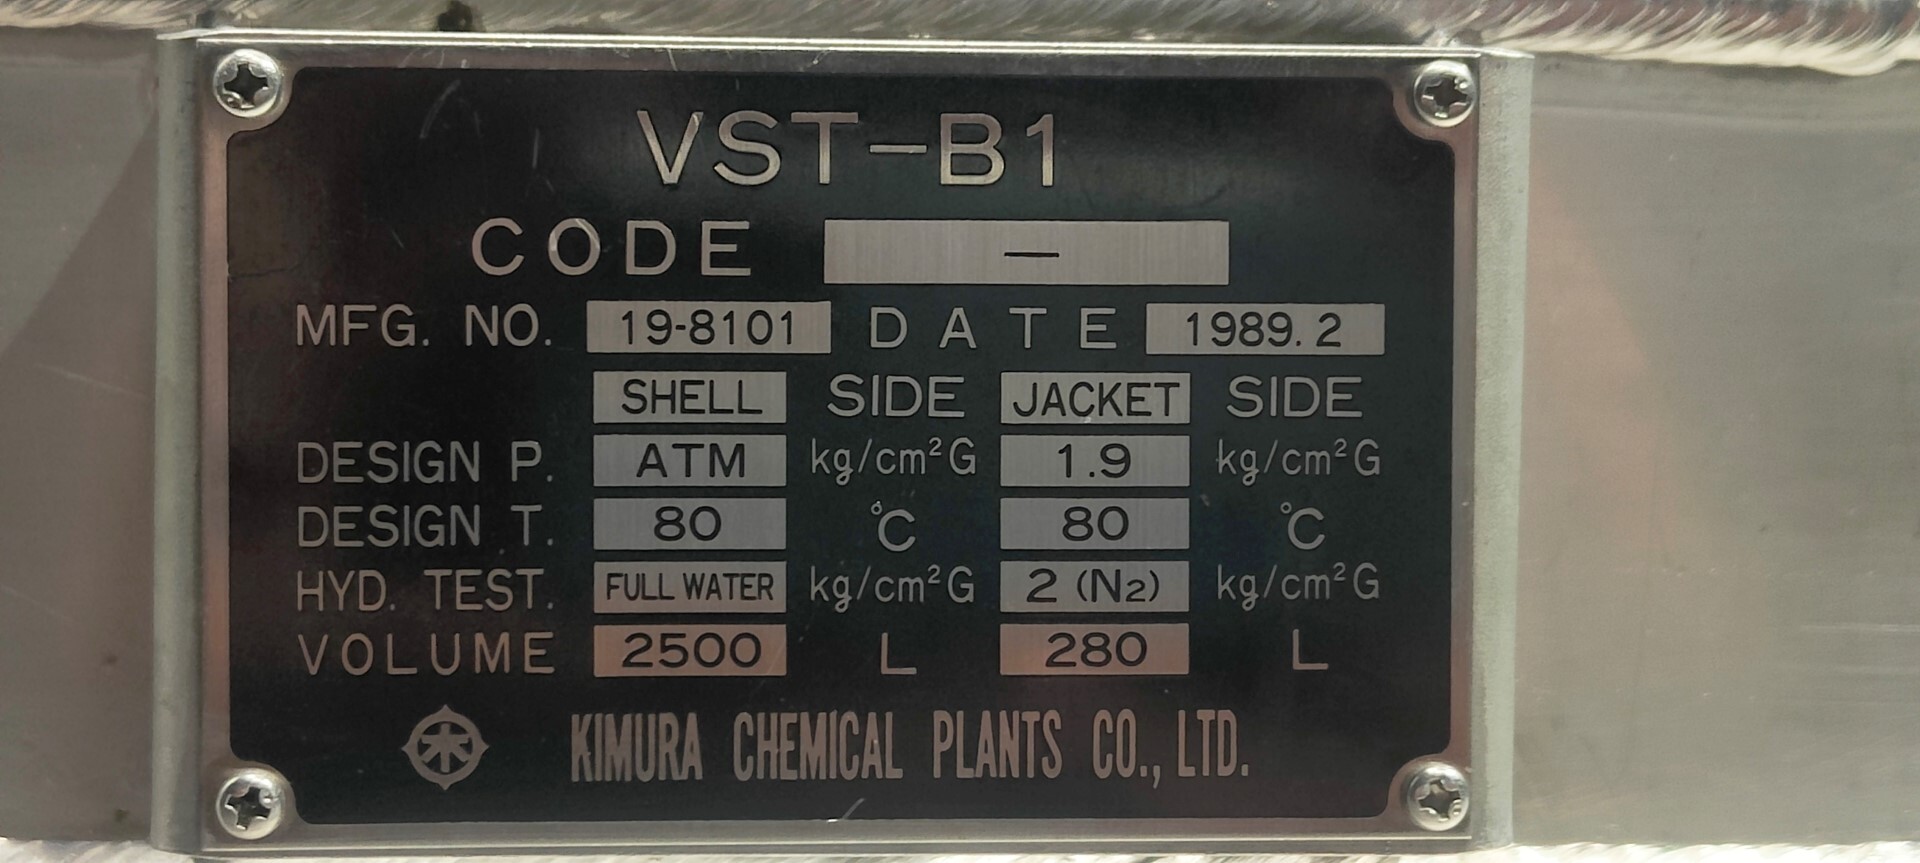 VST-B1
CODE —
MFG. NO. 19-8101 DATE 1989.2
SHELL SIDE JACKET SIDE
DESIGN P. ATM kg/cm²G 1.9 kg/cm²G
DESIGN T. 80 °C 80 °C
HYD. TEST. FULL WATER kg/cm²G 2 (N2) kg/cm²G
VOLUME 2500 L 280 L
木 KIMURA CHEMICAL PLANTS CO., LTD.